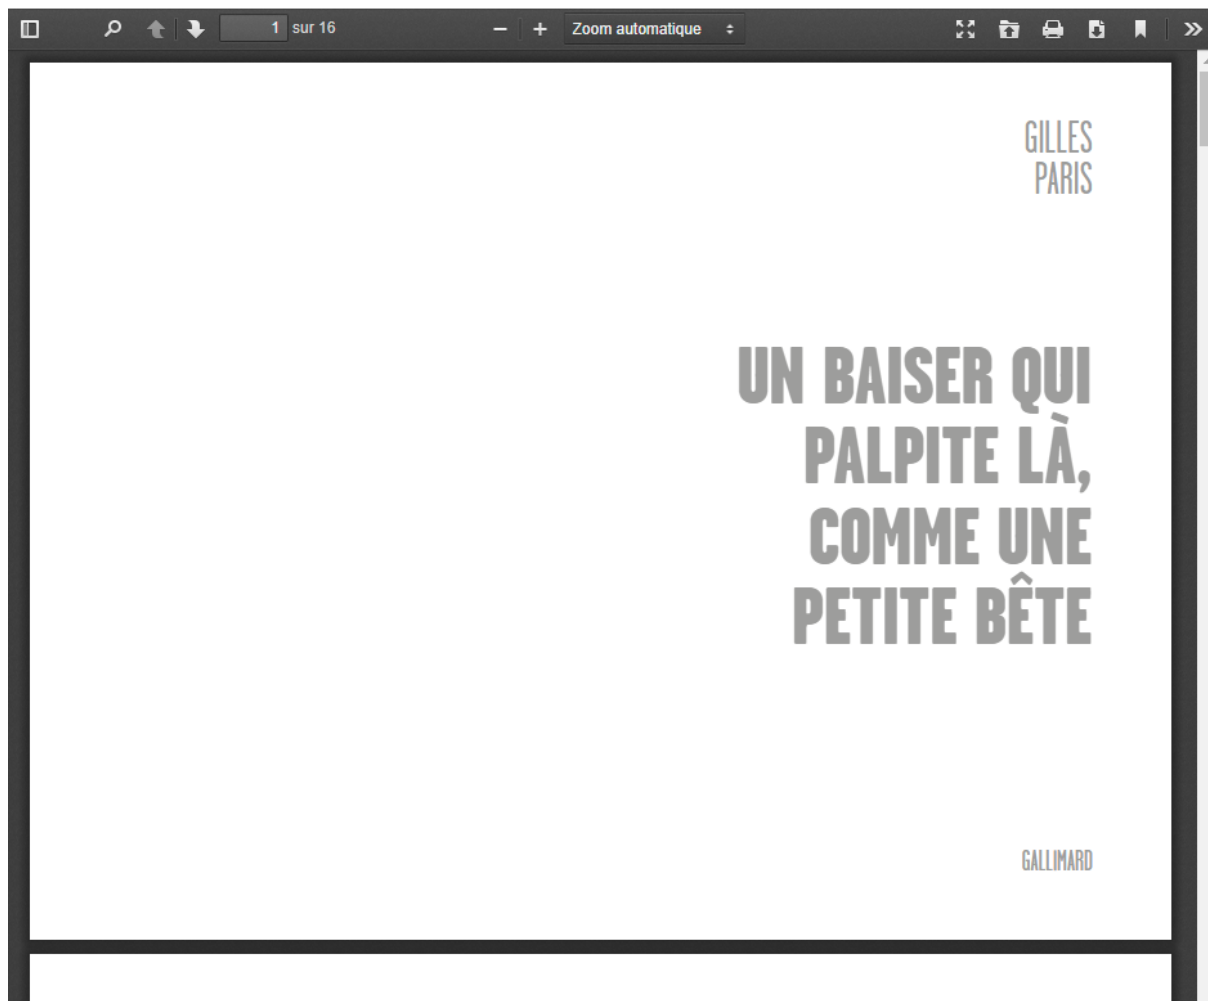 1 sur 16 Zoom automatique
GILLES
PARIS
UN BAISER QUI
PALPITE LÀ,
COMME UNE
PETITE BÊTE
GALLIMARD